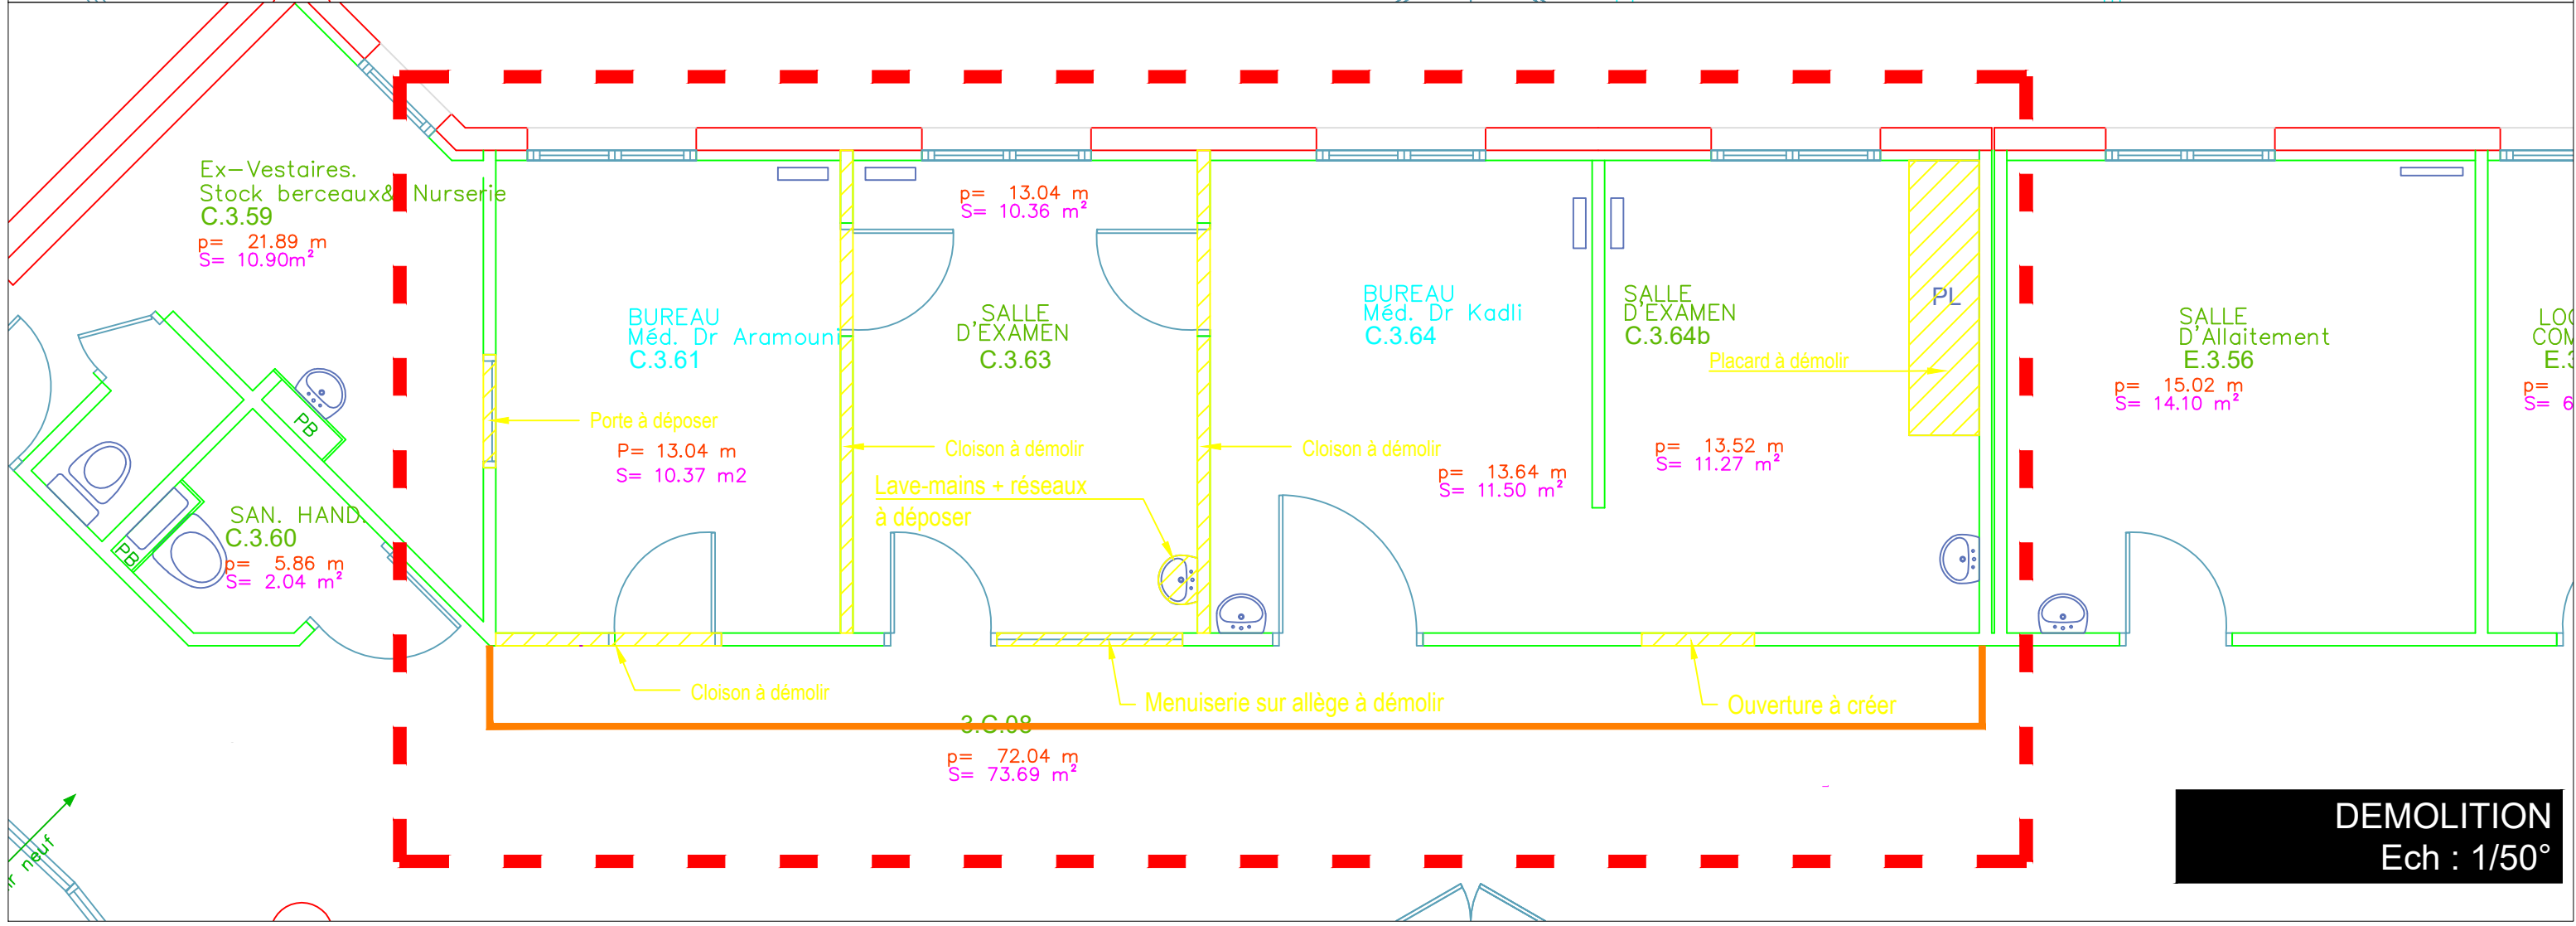 Ex-Vestaires.
Stock berceaux& Nurserie
C.3.59
p= 21.89 m
S= 10.90m²
PB
PB
SAN. HAND.
C.3.60
p= 5.86 m
S= 2.04 m²
neuf
BUREAU
Méd. Dr Aramouni
C.3.61
Porte à déposer
P= 13.04 m
S= 10.37 m2
Cloison à démolir
p= 13.04 m
S= 10.36 m²
SALLE
D'EXAMEN
C.3.63
Cloison à démolir
Lave-mains + réseaux
à déposer
Menuiserie sur allège à démolir
BUREAU
Méd. Dr Kadli
C.3.64
Cloison à démolir
p= 13.64 m
S= 11.50 m²
SALLE
D'EXAMEN
C.3.64b
Placard à démolir
PL
p= 13.52 m
S= 11.27 m²
Ouverture à créer
3.C.08
p= 72.04 m
S= 73.69 m²
SALLE
D'Allaitement
E.3.56
p= 15.02 m
S= 14.10 m²
p=
S= 6
DEMOLITION
Ech : 1/50°